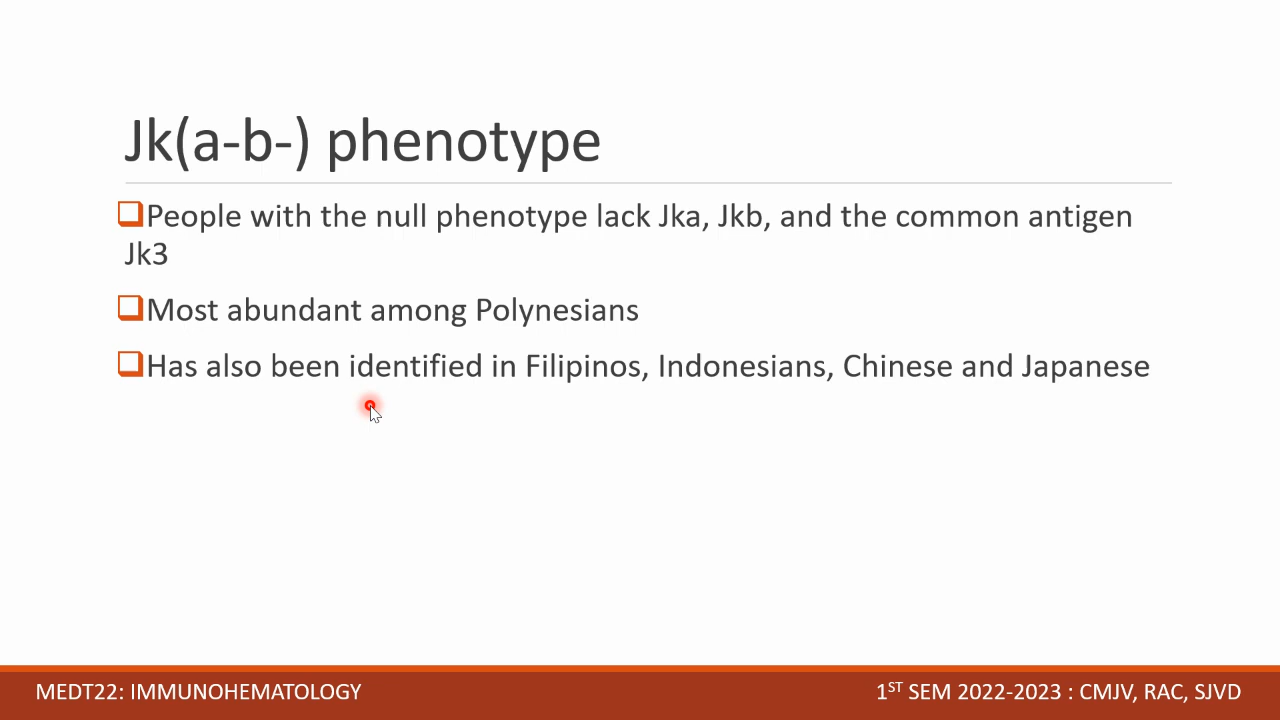 Jk(a-b-) phenotype
People with the null phenotype lack Jka, Jkb, and the common antigen
Jk3
Most abundant among Polynesians
Has also been identified in Filipinos, Indonesians, Chinese and Japanese
MEDT22: IMMUNOHEMATOLOGY
1ST SEM 2022-2023 : CMJV, RAC, SJVD